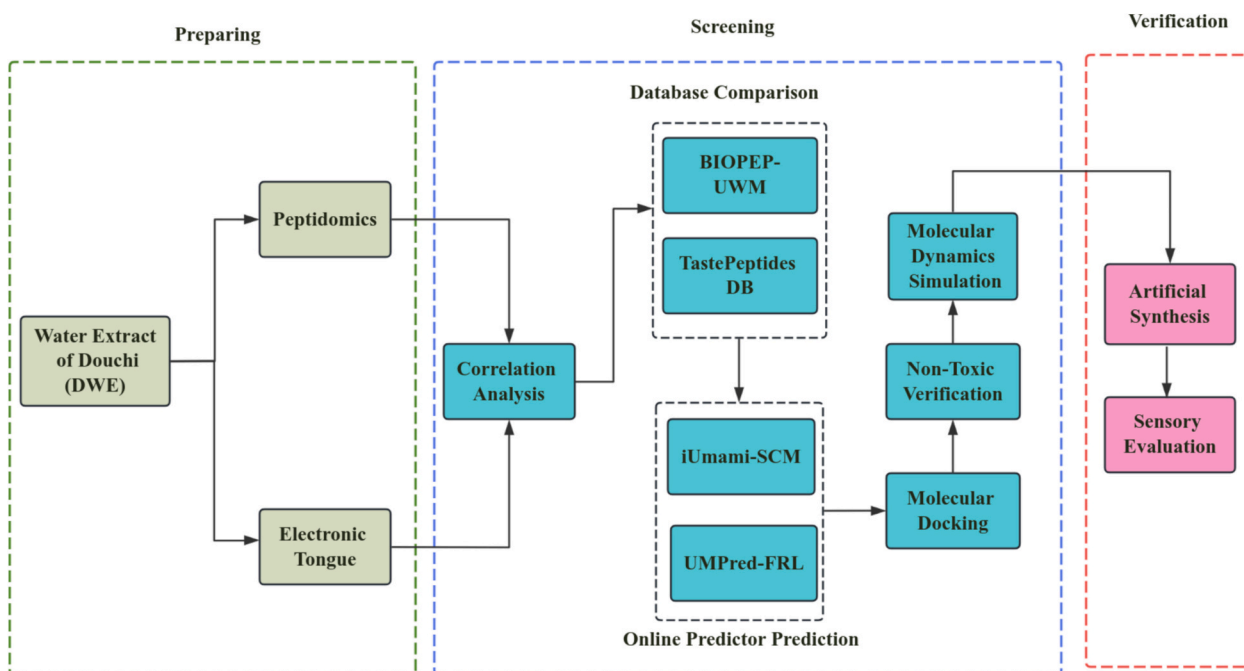 Preparing
Screening
Verification
Database Comparison
BIOPEP-
UWM
TastePeptides
DB
Peptidomics
Water Extract
of Douchi
(DWE)
Electronic
Tongue
Correlation
Analysis
iUmami-SCM
UMPred-FRL
Online Predictor Prediction
Molecular
Docking
Non-Toxic
Verification
Molecular
Dynamics
Simulation
Artificial
Synthesis
Sensory
Evaluation